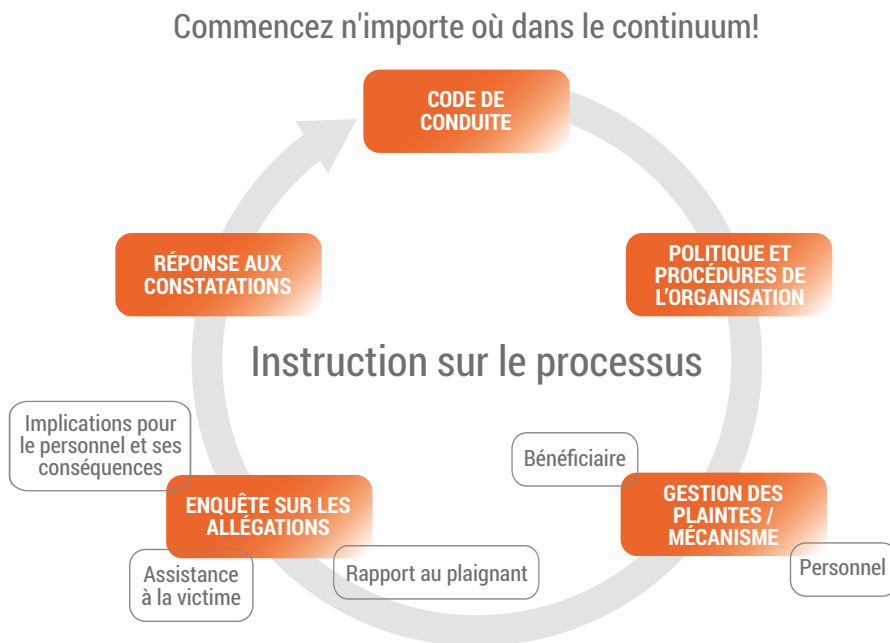 Commencez n'importe où dans le continuum!
CODE DE
CONDUITE
POLITIQUE ET
PROCÉDURES DE
L'ORGANISATION
RÉPONSE AUX
CONSTATATIONS
Instruction sur le processus
Implications pour
le personnel et ses
conséquences
Bénéficiaire
GESTION DES
PLAINTES /
MÉCANISME
Personnel
ENQUÊTE SUR LES
ALLÉGATIONS
Assistance
à la victime
Rapport au plaignant